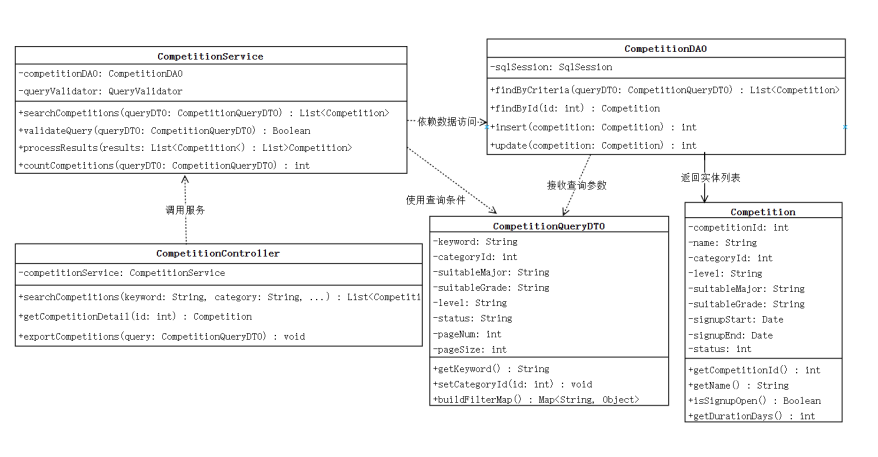 CompetitionService
-competitionDAO: CompetitionDAO
-queryValidator: QueryValidator
+searchCompetitions(queryDTO: CompetitionQueryDTO) : List<Competition>
+validateQuery(queryDTO: CompetitionQueryDTO) : Boolean
+processResults(results: List<Competition<) : List>Competition>
+countCompetitions(queryDTO: CompetitionQueryDTO) : int
CompetitionDAO
-sqlSession: SqlSession
+findByCriteria(queryDTO: CompetitionQueryDTO) : List<Competition>
+findById(id: int) : Competition
+insert(competition: Competition) : int
+update(competition: Competition) : int
依赖数据访问
使用查询条件
接收查询参数
返回实体列表
调用服务
CompetitionController
-competitionService: CompetitionService
+searchCompetitions(keyword: String, category: String, ...) : List<Competiti
+getCompetitionDetail(id: int) : Competition
+exportCompetitions(query: CompetitionQueryDTO) : void
CompetitionQueryDTO
-keyword: String
-categoryId: int
-suitableMajor: String
-suitableGrade: String
-level: String
-status: String
-pageNum: int
-pageSize: int
+getKeyword() : String
+setCategoryId(id: int) : void
+buildFilterMap() : Map<String, Object>
Competition
-competitionId: int
-name: String
-categoryId: int
-level: String
-suitableMajor: String
-suitableGrade: String
-signupStart: Date
-signupEnd: Date
-status: int
+getCompetitionId() : int
+getName() : String
+isSignupOpen() : Boolean
+getDurationDays() : int